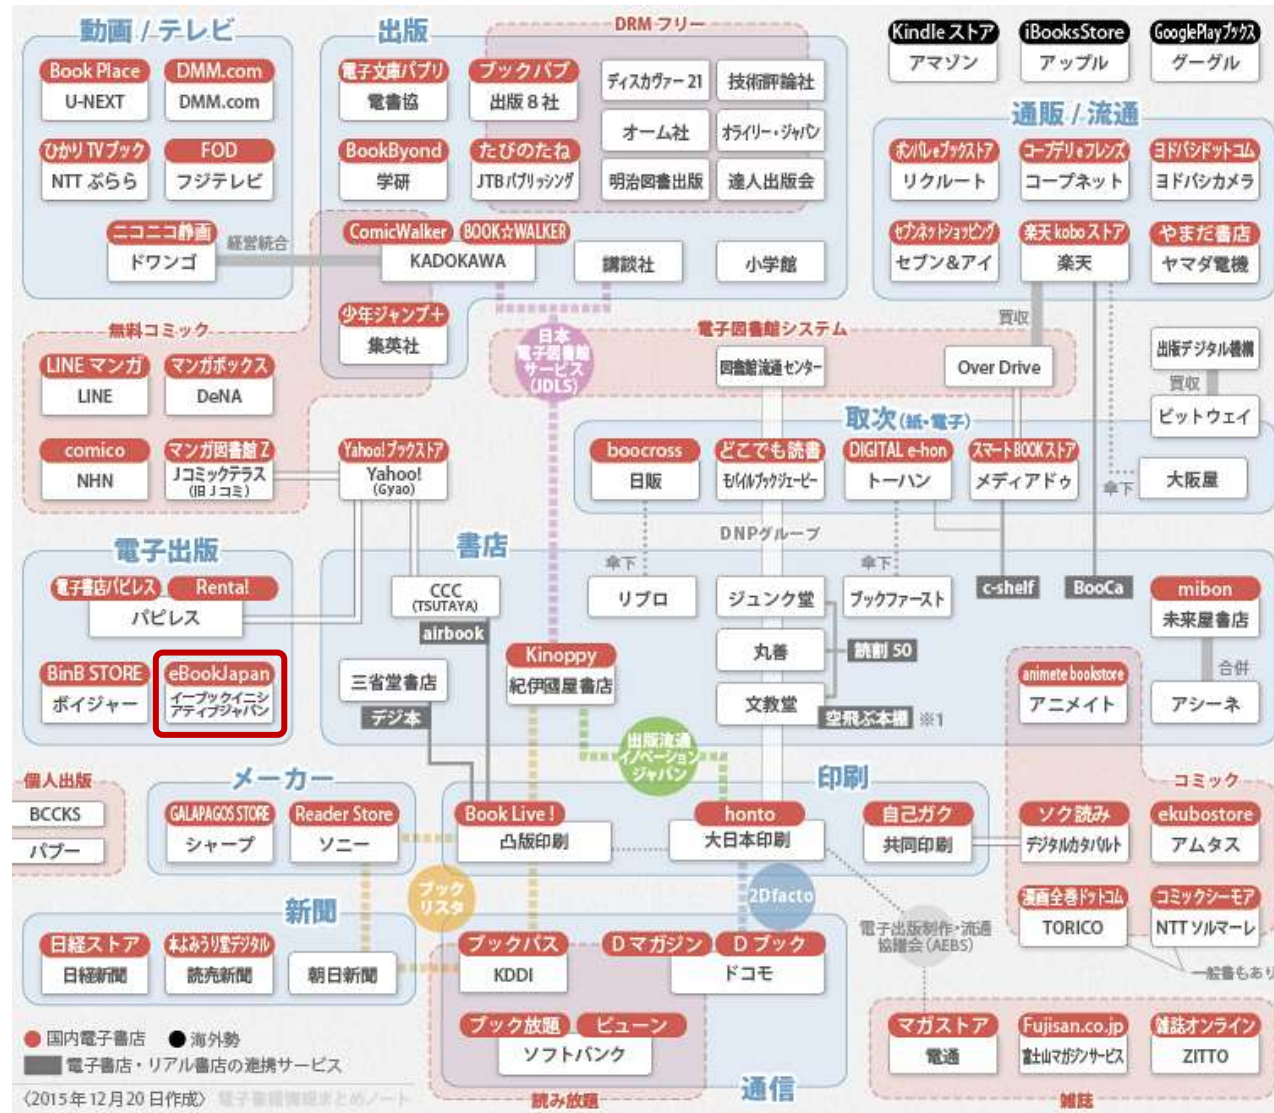 動画 / テレビ
Book Place
U-NEXT
DMM.com
DMM.com
ひかりTVブック
NTT ぷらら
FOD
フジテレビ
ニコニコ静画
ドワンゴ
経営統合
出版
DRM フリー
電子文庫パブリ
電書協
ブックパブ
出版８社
ディスカヴァー 21
技術評論社
オーム社
オライリー・ジャパン
BookByond
学研
たびのたね
JTBパブリッシング
明治図書出版
達人出版会
ComicWalker
BOOK☆WALKER
KADOKAWA
講談社
小学館
少年ジャンプ＋
集英社
Kindle ストア
アマゾン
iBooksStore
アップル
GooglePlayブックス
グーグル
通販 / 流通
ポンパレeブックストア
リクルート
コープデリeフレンズ
コープネット
ヨドバシドットコム
ヨドバシカメラ
セブンネットショッピング
セブン&アイ
楽天 kobo ストア
楽天
やまだ書店
ヤマダ電機
無料コミック
LINE マンガ
LINE
マンガボックス
DeNA
comico
NHN
マンガ図書館 Z
Jコミックテラス
(旧Jコミ)
Yahoo!ブックストア
Yahoo!
(Gyao)
日本
電子図書館
サービス
(JDLS)
電子図書館システム
図書館流通センター
買収
Over Drive
出版デジタル機構
買収
ビットウェイ
取次(紙・電子)
boocross
日販
どこでも読書
モバイルブックジェーピー
DIGITAL e-hon
トーハン
スマートBOOKストア
メディアドゥ
傘下
大阪屋
DNPグループ
電子出版
電子書店パピレス
Renta!
パピレス
BinB STORE
ボイジャー
eBookJapan
イーブックイニシ
アティブジャパン
書店
CCC
(TSUTAYA)
airbook
三省堂書店
デジ本
Kinoppy
紀伊國屋書店
傘下
リブロ
ジュンク堂
丸善
文教堂
読割 50
空飛ぶ本棚
※1
傘下
ブックファースト
c-shelf
BooCa
mibon
未来屋書店
合併
アシーネ
animete bookstore
アニメイト
出版流通
イノベーション
ジャパン
個人出版
BCCKS
パブー
メーカー
GALAPAGOS STORE
シャープ
Reader Store
ソニー
印刷
Book Live !
凸版印刷
honto
大日本印刷
自己ガク
共同印刷
コミック
ソク読み
デジタルカタパルト
ekubostore
アムタス
漫画全巻ドットコム
TORICO
コミックシーモア
NTT ソルマーレ
一般書もあり
ブック
リスタ
2Dfacto
電子出版制作・流通
協議会(AEBS)
新聞
日経ストア
日経新聞
本よみうり堂デジタル
読売新聞
朝日新聞
ブックパス
KDDI
Dマガジン
Dブック
ドコモ
ブック放題
ビューン
ソフトバンク
読み放題
通信
マガストア
電通
Fujisan.co.jp
富士山マガジンサービス
雑誌オンライン
ZITTO
雑誌
国内電子書店
海外勢
電子書店・リアル書店の連携サービス
〈2015年12月20日作成〉
電子書籍情報まとめノート